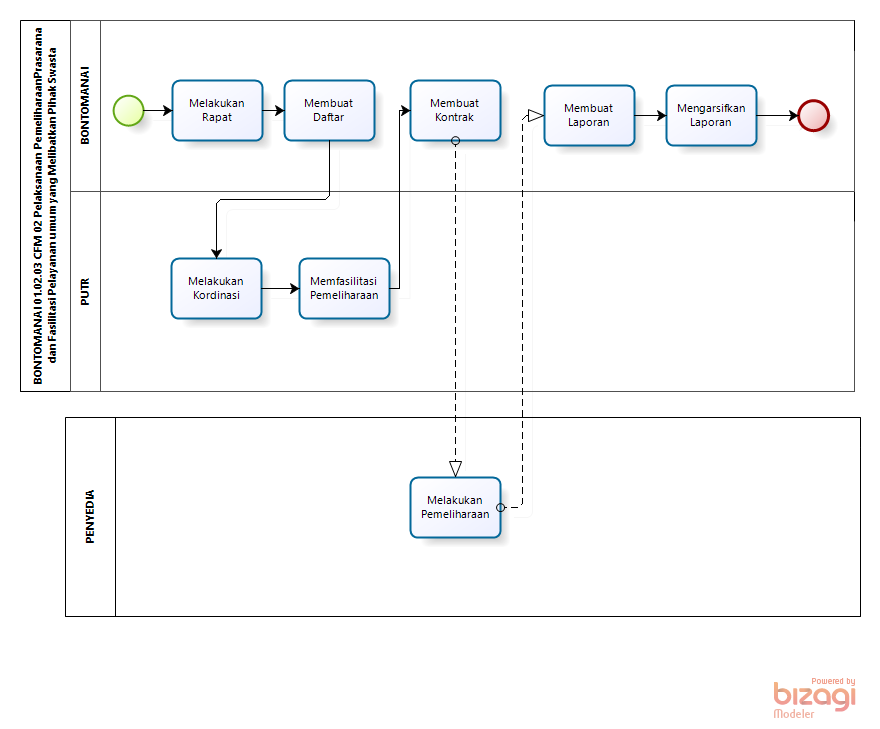 BONTOMANAI 01.02.03 CFM 02 Pelaksanaan PemeliharaanPrasarana
dan Fasilitasi Pelayanan umum yang Melibatkan Pihak Swasta
BONTOMANAI
Melakukan
Rapat
Membuat
Daftar
Membuat
Kontrak
Membuat
Laporan
Mengarsifkan
Laporan
PUTR
Melakukan
Kordinasi
Memfasilitasi
Pemeliharaan
PENYEDIA
Melakukan
Pemeliharaan
Powered by
bizagi
Modeler